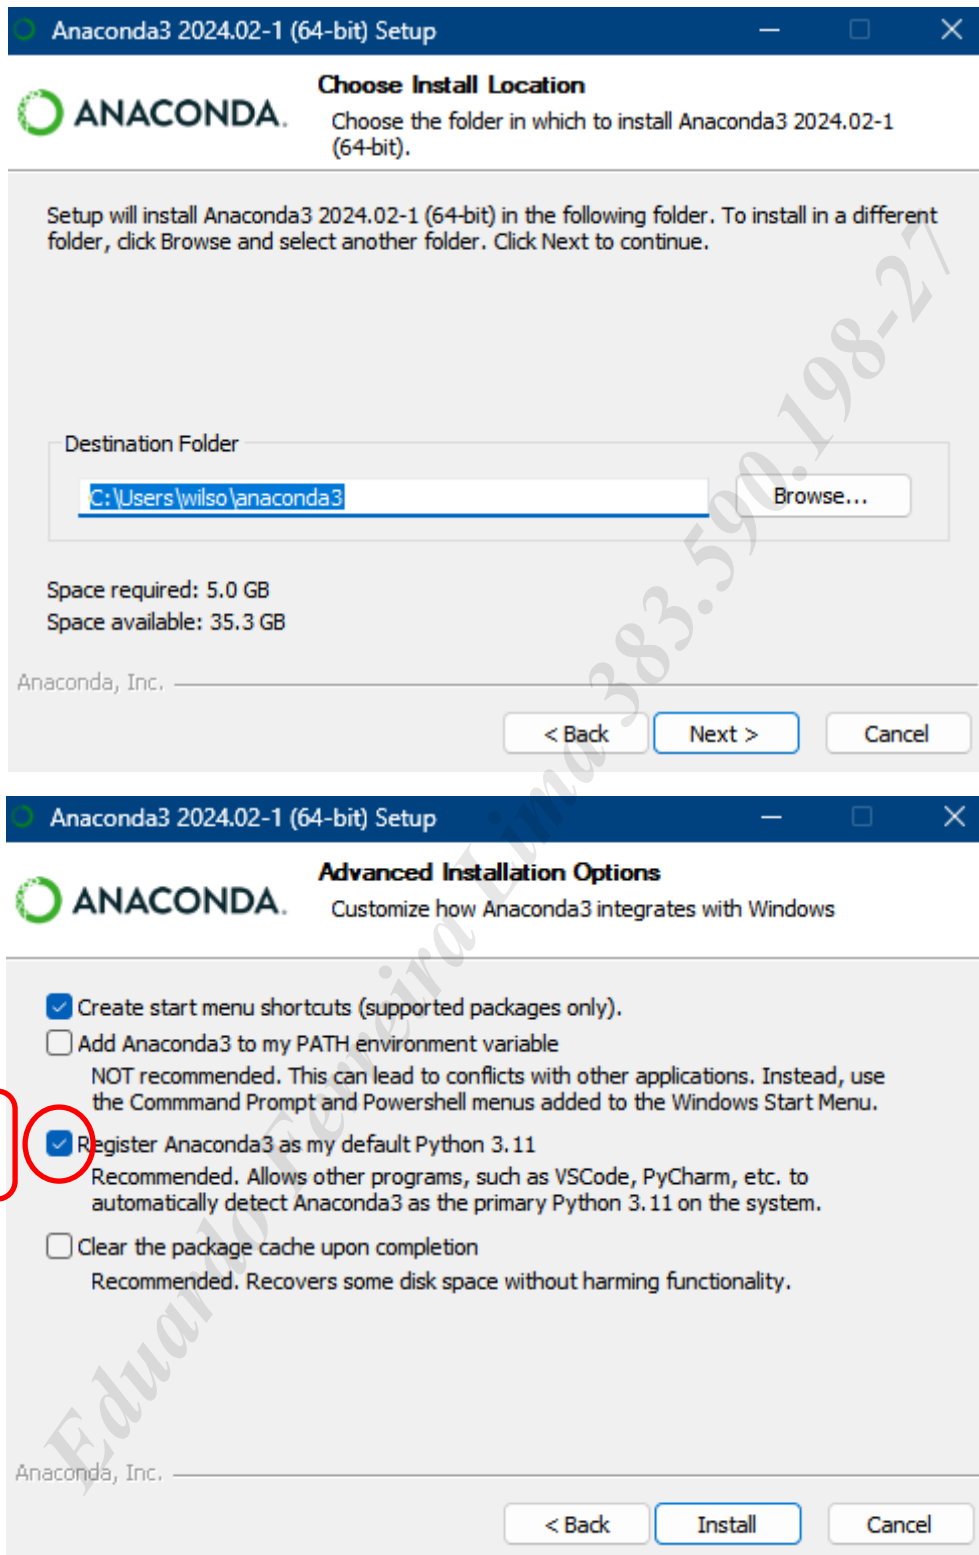 Anaconda3 2024.02-1 (64-bit) Setup
ANACONDA.
Choose Install Location
Choose the folder in which to install Anaconda3 2024.02-1
(64-bit).
Setup will install Anaconda3 2024.02-1 (64-bit) in the following folder. To install in a different
folder, click Browse and select another folder. Click Next to continue.
Destination Folder
C:\Users\wilso\anaconda3
Browse...
Space required: 5.0 GB
Space available: 35.3 GB
Anaconda, Inc.
< Back
Next >
Cancel
Anaconda3 2024.02-1 (64-bit) Setup
ANACONDA.
Advanced Installation Options
Customize how Anaconda3 integrates with Windows
Create start menu shortcuts (supported packages only).
Add Anaconda3 to my PATH environment variable
NOT recommended. This can lead to conflicts with other applications. Instead, use
the Commmand Prompt and Powershell menus added to the Windows Start Menu.
Register Anaconda3 as my default Python 3.11
Recommended. Allows other programs, such as VSCode, PyCharm, etc. to
automatically detect Anaconda3 as the primary Python 3.11 on the system.
Clear the package cache upon completion
Recommended. Recovers some disk space without harming functionality.
Anaconda, Inc.
< Back
Install
Cancel
Eduardo Ferreira Lima 383.590.198-27